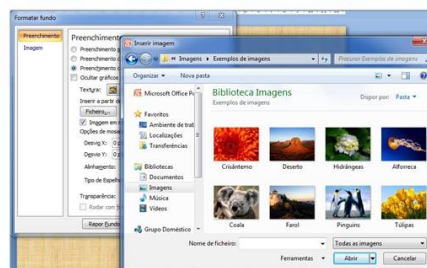 Formatar fundo
Preenchimento
Imagem
Preenchimen
Preenchimento
Preenchimento
Preenchimento
Ocultar gráficos
Textura:
Inserir a partir de
Ficheiro...
Imagem em
Opções de mosai
Desvio X:
Desvio Y:
Alinhamento:
Tipo de Espelh
Transparência:
Rodar com
Repor Fundo
Inserir imagem
Imagens
Exemplos de imagens
Procurar Exemplos de imagens
Organizar
Nova pasta
Microsoft Office P
Favoritos
Ambiente de trab
Localizações
Transferências
Bibliotecas
Documentos
Imagens
Música
Vídeos
Grupo Doméstico
Biblioteca Imagens
Exemplos de imagens
Dispor por: Pasta
Crisântemo
Deserto
Hidrângeas
Alforreca
Coala
Farol
Pinguins
Túlipas
Nome de ficheiro:
Todas as imagens
Ferramentas
Abrir
Cancelar